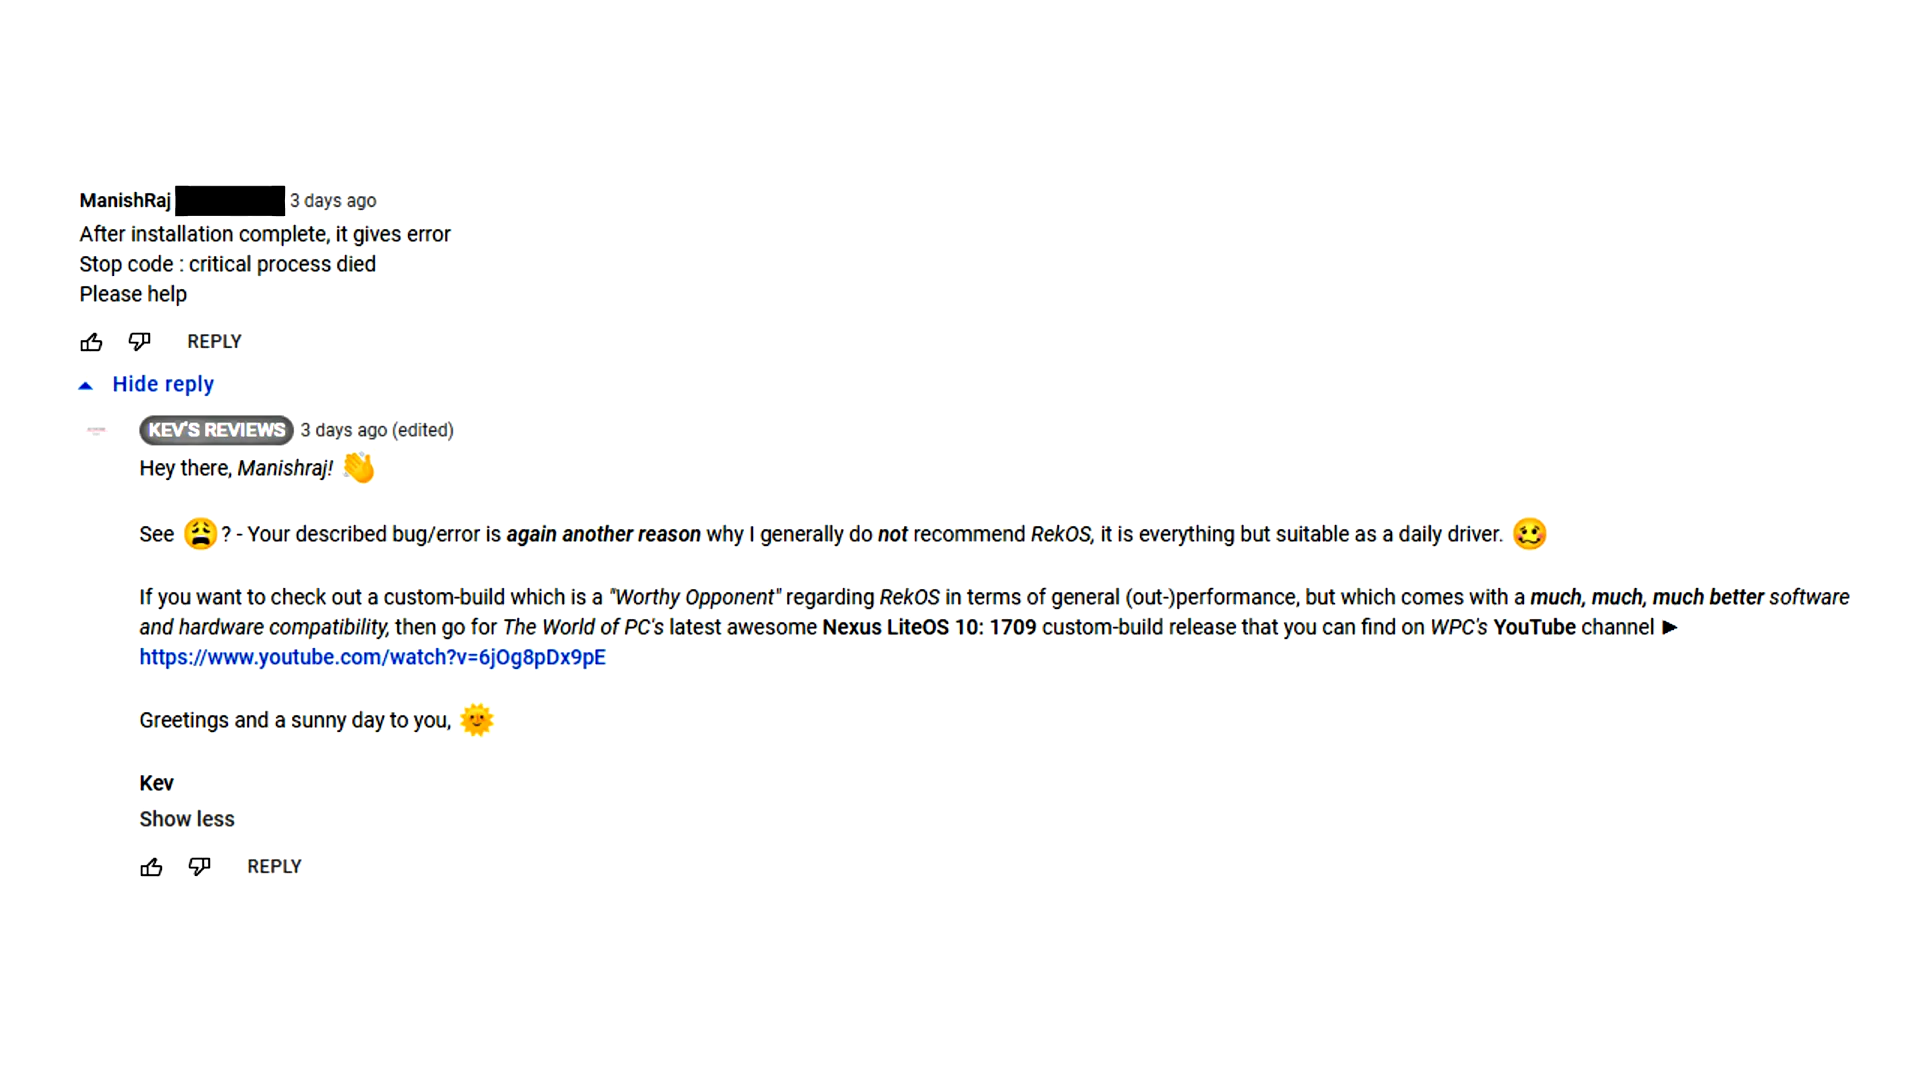 ManishRaj 3 days ago
After installation complete, it gives error
Stop code : critical process died
Please help
REPLY
Hide reply
KEV'S REVIEWS 3 days ago (edited)
Hey there, Manishraj! 👋
See 😩? - Your described bug/error is again another reason why I generally do not recommend RekOS, it is everything but suitable as a daily driver. 🥴
If you want to check out a custom-build which is a "Worthy Opponent" regarding RekOS in terms of general (out-)performance, but which comes with a much, much, much better software
and hardware compatibility, then go for The World of PC's latest awesome Nexus LiteOS 10: 1709 custom-build release that you can find on WPC's YouTube channel ►
https://www.youtube.com/watch?v=6jOg8pDx9pE
Greetings and a sunny day to you, 🌞
Kev
Show less
REPLY